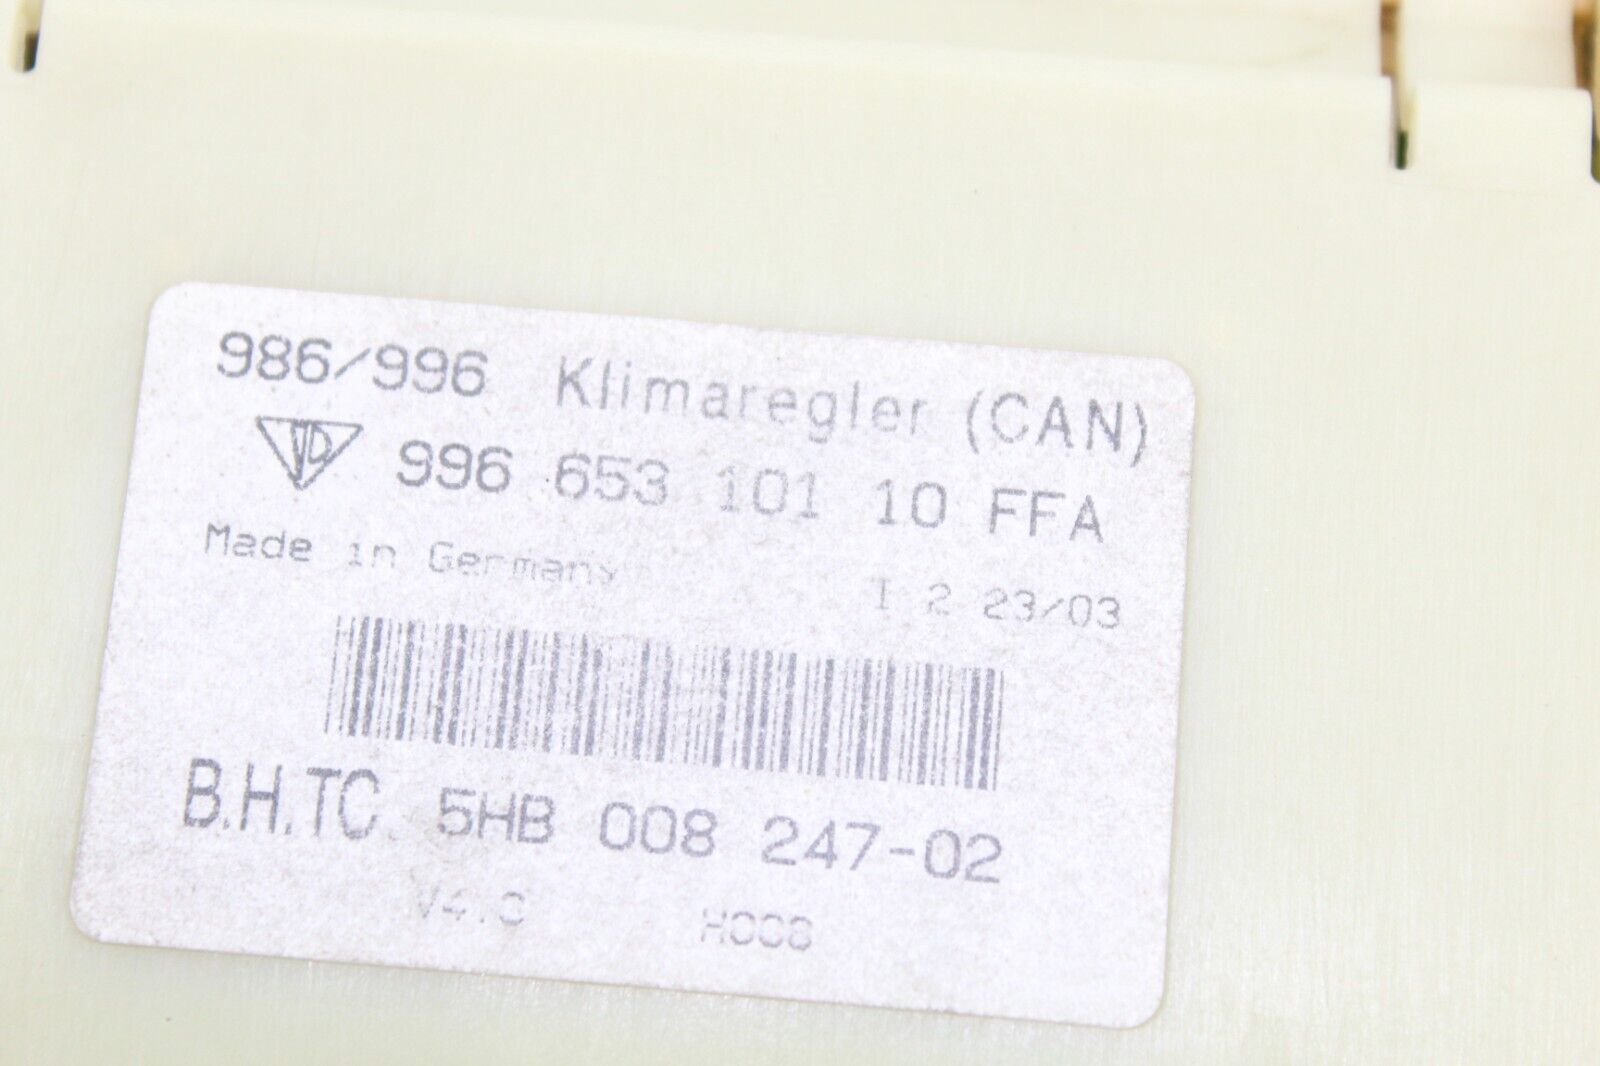 986/996 Klimaregler (CAN)
996 653 101 10 FFA
Made in Germany
I 2 23/03
B.H.TC. 5HB 008 247-02
V4.0 H008